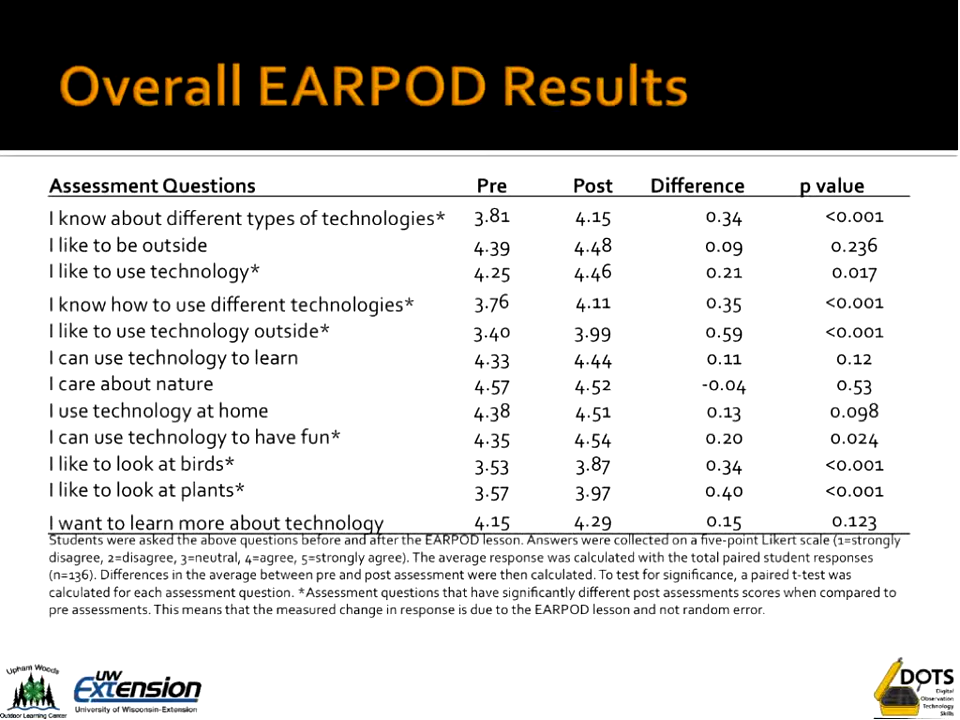 Overall EARPOD Results
Assessment Questions Pre Post Difference p value
I know about different types of technologies* 3.81 4.15 0.34 <0.001
I like to be outside 4.39 4.48 0.09 0.236
I like to use technology* 4.25 4.46 0.21 0.017
I know how to use different technologies* 3.76 4.11 0.35 <0.001
I like to use technology outside* 3.40 3.99 0.59 <0.001
I can use technology to learn 4.33 4.44 0.11 0.12
I care about nature 4.57 4.52 -0.04 0.53
I use technology at home 4.38 4.51 0.13 0.098
I can use technology to have fun* 4.35 4.54 0.20 0.024
I like to look at birds* 3.53 3.87 0.34 <0.001
I like to look at plants* 3.57 3.97 0.40 <0.001
I want to learn more about technology 4.15 4.29 0.15 0.123
Students were asked the above questions before and after the EARPOD lesson. Answers were collected on a five-point Likert scale (1=strongly
disagree, 2=disagree, 3=neutral, 4=agree, 5=strongly agree). The average response was calculated with the total paired student responses
(n=136). Differences in the average between pre and post assessment were then calculated. To test for significance, a paired t-test was
calculated for each assessment question. *Assessment questions that have significantly different post assessments scores when compared to
pre assessments. This means that the measured change in response is due to the EARPOD lesson and not random error.
Upham Woods
Outdoor Learning Center
UW
Extension
University of Wisconsin-Extension
DOTS
Digital
Observation
Technology
Skills